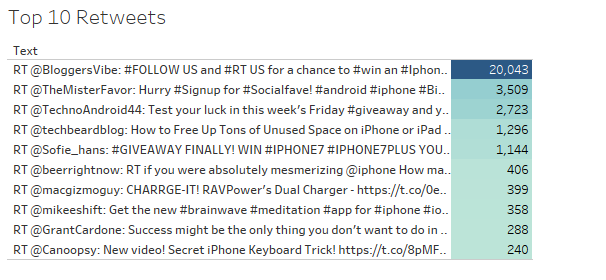 Top 10 Retweets
Text
RT @BloggersVibe: #FOLLOW US and #RT US for a chance to #win an #Iphon.. 20,043
RT @TheMisterFavor: Hurry #Signup for #Socialfave! #android #iphone #Bi... 3,509
RT @TechnoAndroid44: Test your luck in this week's Friday #giveaway and y... 2,723
RT @techbeardblog: How to Free Up Tons of Unused Space on iPhone or iPad .. 1,296
RT @Sofie_hans: #GIVEAWAY FINALLY! WIN #IPHONE7 #IPHONE7PLUS YOU.. 1,144
RT @beerrightnow: RT if you were absolutely mesmerizing @iphone How ma... 406
RT @macgizmoguy: CHARRGE-IT! RAVPower's Dual Charger - https://t.co/0e... 399
RT @mikeeshift: Get the new #brainwave #meditation #app for #iphone #io.. 358
RT @GrantCardone: Success might be the only thing you don't want to do in .. 288
RT @Canoopsy: New video! Secret iPhone Keyboard Trick! https://t.co/8pMF... 240